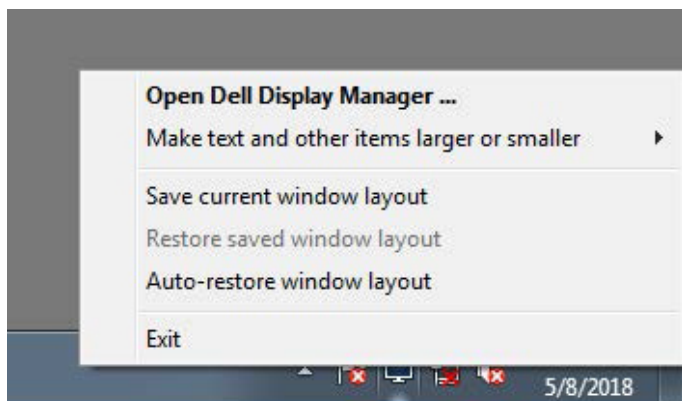 Open Dell Display Manager ...
Make text and other items larger or smaller
Save current window layout
Restore saved window layout
Auto-restore window layout
Exit
5/8/2018